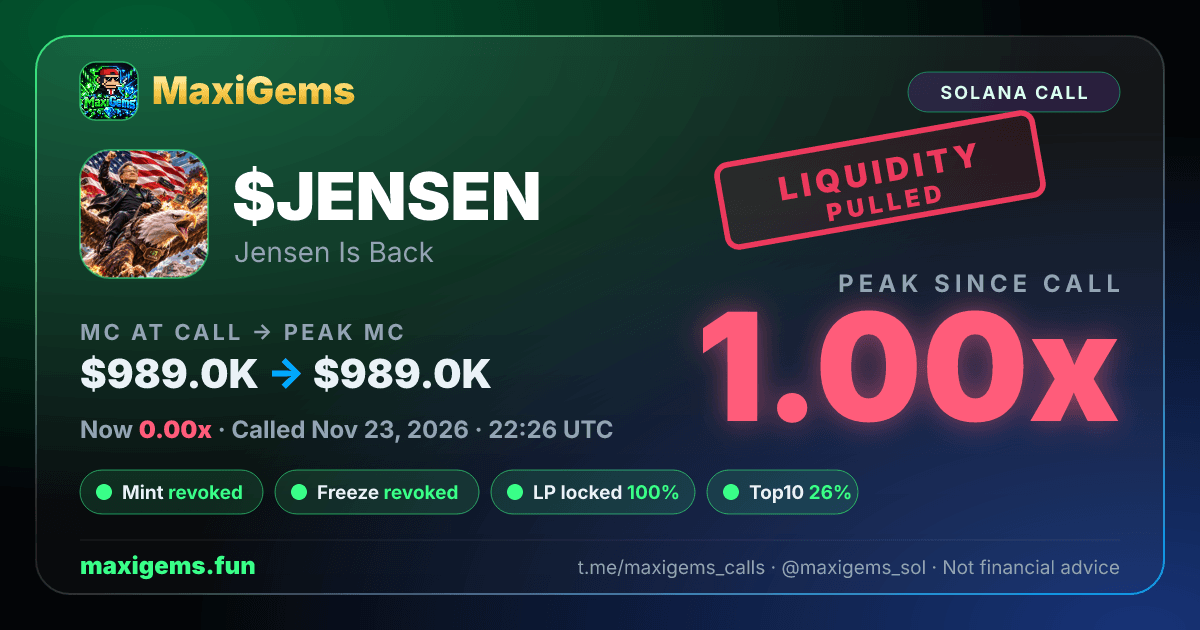 MaxiGems
SOLANA CALL
MaxiGems
$JENSEN
Jensen Is Back
LIQUIDITY
PULLED
PEAK SINCE CALL
1.00x
MC AT CALL → PEAK MC
$989.0K → $989.0K
Now 0.00x · Called Nov 23, 2026 · 22:26 UTC
Mint revoked
Freeze revoked
LP locked 100%
Top10 26%
maxigems.fun
t.me/maxigems_calls · @maxigems_sol · Not financial advice